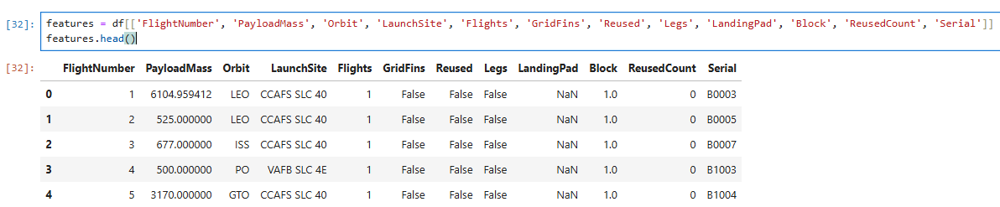 [32]: features = df[['FlightNumber', 'PayloadMass', 'Orbit', 'LaunchSite', 'Flights', 'GridFins', 'Reused', 'Legs', 'LandingPad', 'Block', 'ReusedCount', 'Serial']]
features.head()
[32]: FlightNumber PayloadMass Orbit LaunchSite Flights GridFins Reused Legs LandingPad Block ReusedCount Serial
0 1 6104.959412 LEO CCAFS SLC 40 1 False False False NaN 1.0 0 B0003
1 2 525.000000 LEO CCAFS SLC 40 1 False False False NaN 1.0 0 B0005
2 3 677.000000 ISS CCAFS SLC 40 1 False False False NaN 1.0 0 B0007
3 4 500.000000 PO VAFB SLC 4E 1 False False False NaN 1.0 0 B1003
4 5 3170.000000 GTO CCAFS SLC 40 1 False False False NaN 1.0 0 B1004